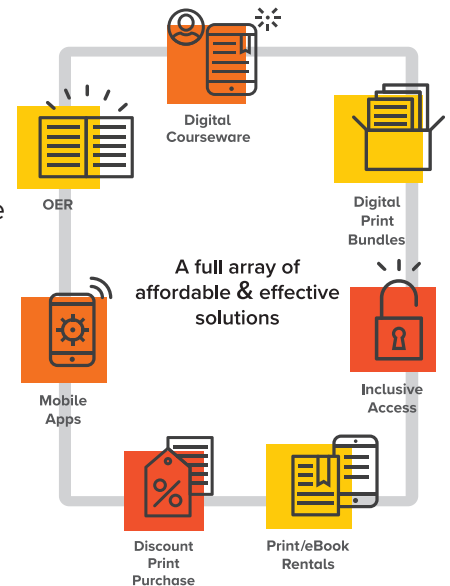 Digital
Courseware
OER
Digital
Print
Bundles
e
A full array of
affordable & effective
solutions
Mobile
Apps
Inclusive
Access
%
Discount
Print
Purchase
Print/eBook
Rentals